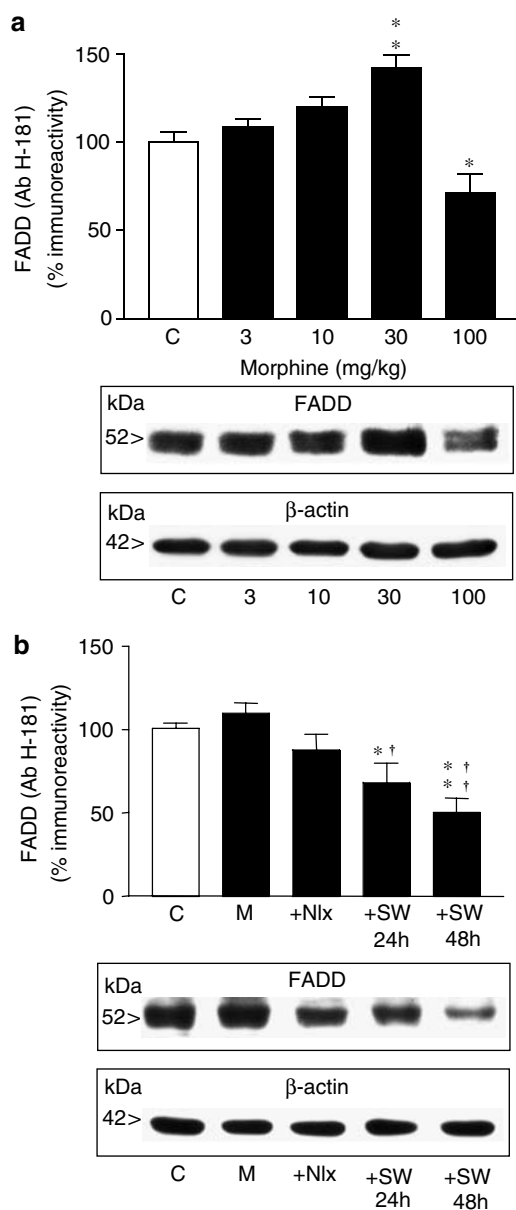 a
FADD (Ab H-181)
(% immunoreactivity)
150
100
50
0
*
*
*
C 3 10 30 100
Morphine (mg/kg)
kDa FADD
52>
kDa β-actin
42>
C 3 10 30 100
b
FADD (Ab H-181)
(% immunoreactivity)
150
100
50
0
* †
* †
* †
C M +Nlx +SW +SW
24h 48h
kDa FADD
52>
kDa β-actin
42>
C M +Nlx +SW +SW
24h 48h